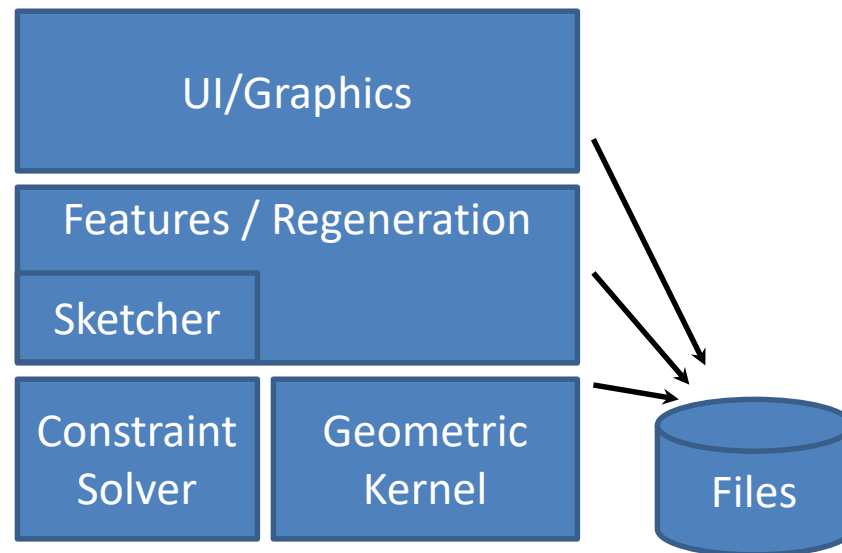 UI/Graphics
Features / Regeneration
Sketcher
Constraint
Solver
Geometric
Kernel
Files